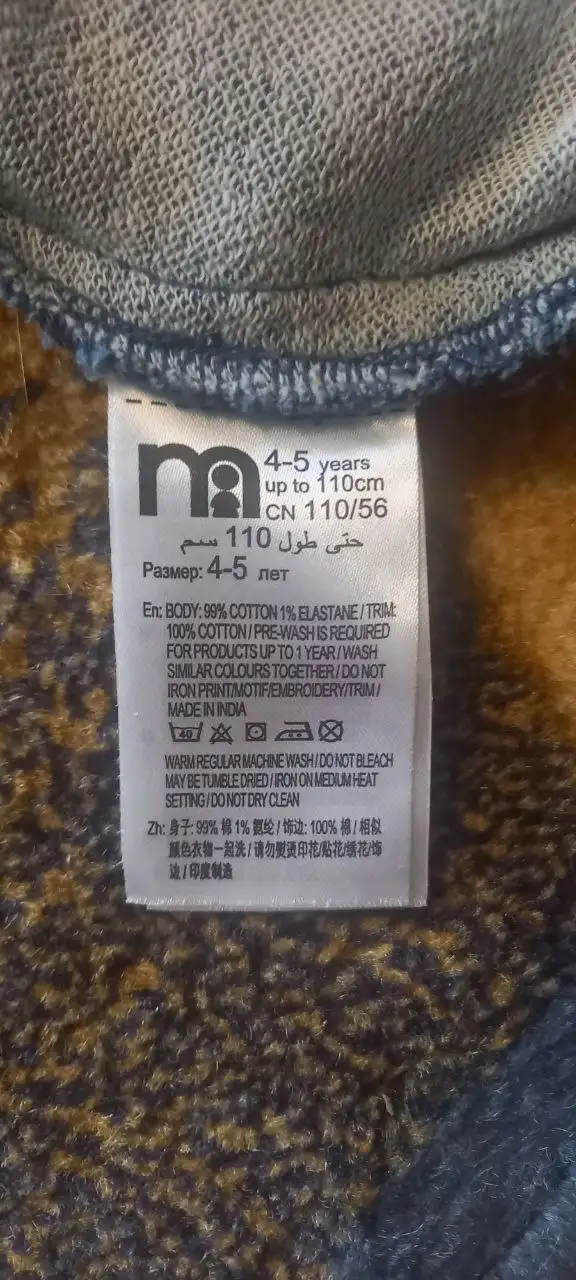 m
4-5 years
up to 110cm
CN 110/56
حتى طول 110 سم
Размер: 4-5 лет
En: BODY: 99% COTTON 1% ELASTANE / TRIM:
100% COTTON / PRE-WASH IS REQUIRED
FOR PRODUCTS UP TO 1 YEAR / WASH
SIMILAR COLOURS TOGETHER / DO NOT
IRON PRINT/MOTIF/EMBROIDERY/TRIM /
MADE IN INDIA
40
WARM REGULAR MACHINE WASH / DO NOT BLEACH
MAY BE TUMBLE DRIED / IRON ON MEDIUM HEAT
SETTING / DO NOT DRY CLEAN
Zh: 身子: 99% 棉 1% 氨纶 / 饰边: 100% 棉 / 相似
颜色衣物一起洗 / 请勿熨烫印花/贴花/绣花/饰
边 / 印度制造